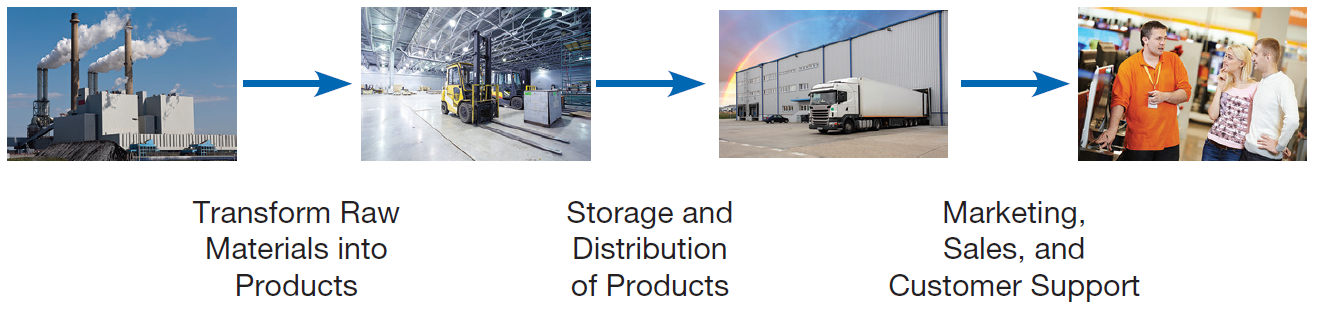 Transform Raw
Materials into
Products
Storage and
Distribution
of Products
Marketing,
Sales, and
Customer Support